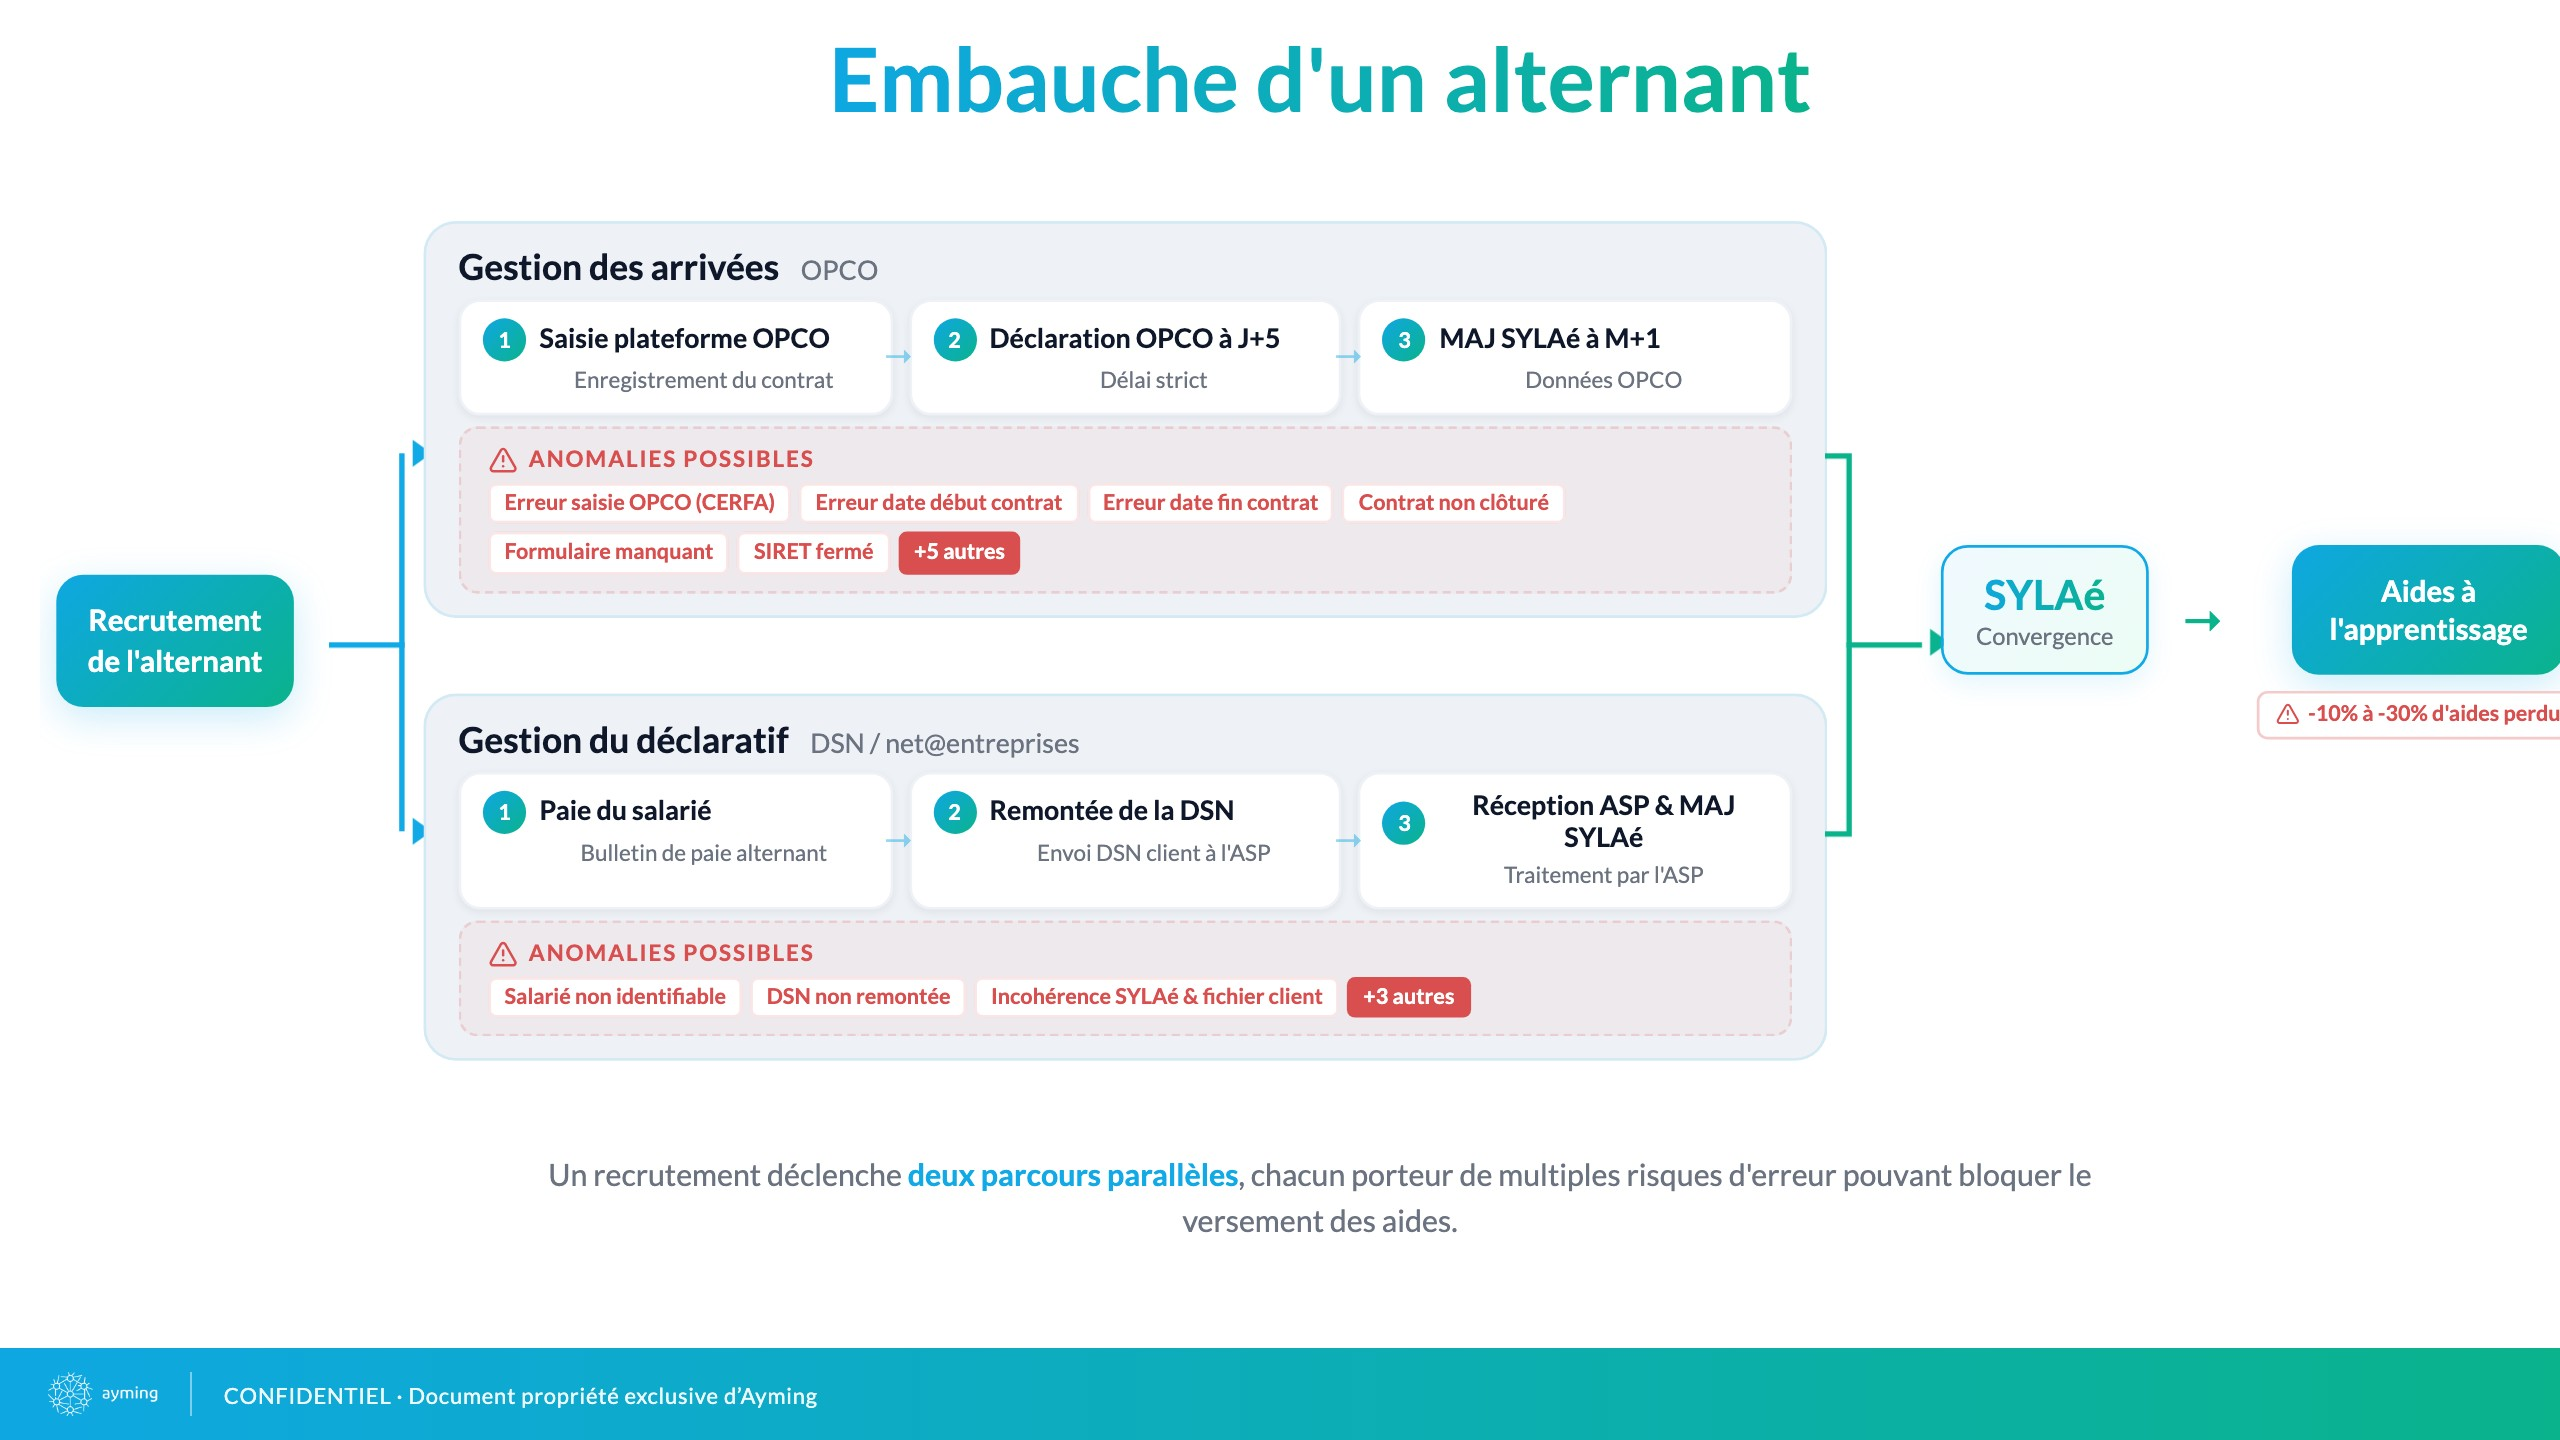 Embauche d'un alternant
Recrutement
de l'alternant
Gestion des arrivées OPCO
1 Saisie plateforme OPCO
Enregistrement du contrat
2 Déclaration OPCO à J+5
Délai strict
3 MAJ SYLAé à M+1
Données OPCO
ANOMALIES POSSIBLES
Erreur saisie OPCO (CERFA) Erreur date début contrat Erreur date fin contrat Contrat non clôturé
Formulaire manquant SIRET fermé +5 autres
Gestion du déclaratif DSN / net@entreprises
1 Paie du salarié
Bulletin de paie alternant
2 Remontée de la DSN
Envoi DSN client à l'ASP
3 Réception ASP & MAJ
SYLAé
Traitement par l'ASP
ANOMALIES POSSIBLES
Salarié non identifiable DSN non remontée Incohérence SYLAé & fichier client +3 autres
SYLAé
Convergence
Aides à
l'apprentissage
-10% à -30% d'aides perdu
Un recrutement déclenche deux parcours parallèles, chacun porteur de multiples risques d'erreur pouvant bloquer le
versement des aides.
ayming
CONFIDENTIEL · Document propriété exclusive d’Ayming